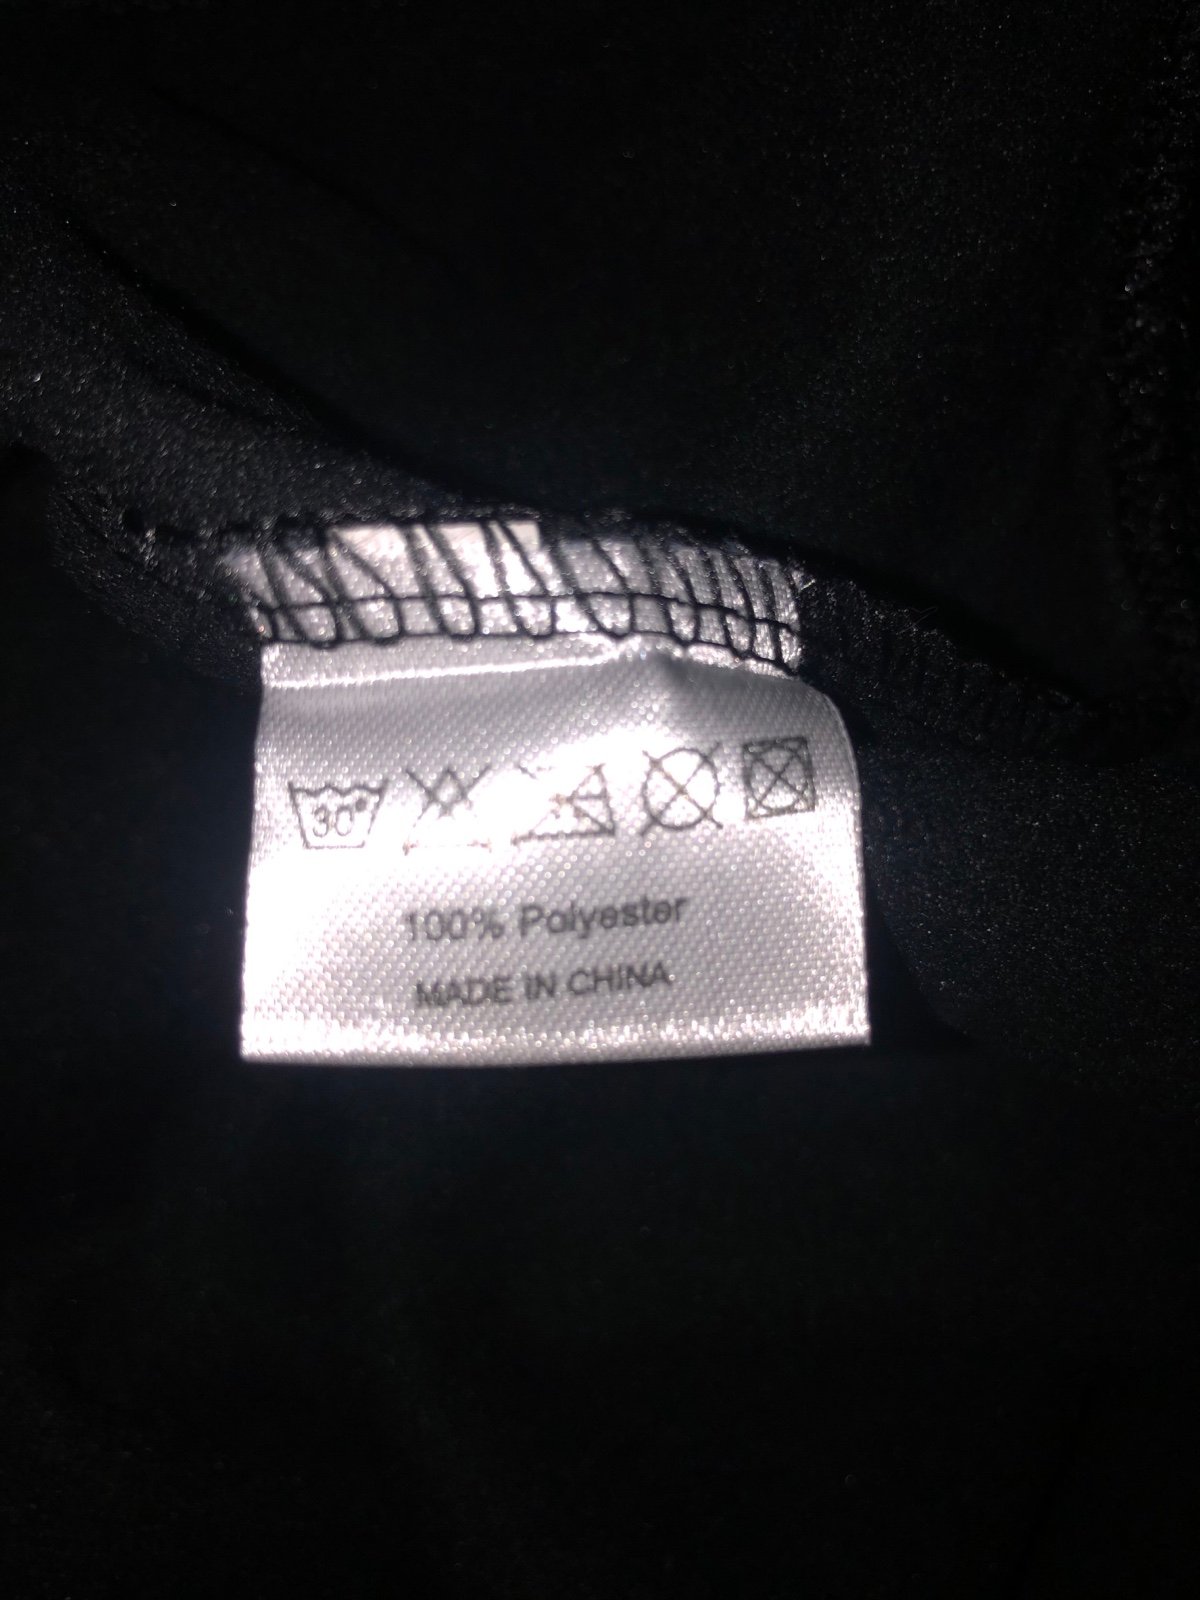 30°
100% Polyester
MADE IN CHINA